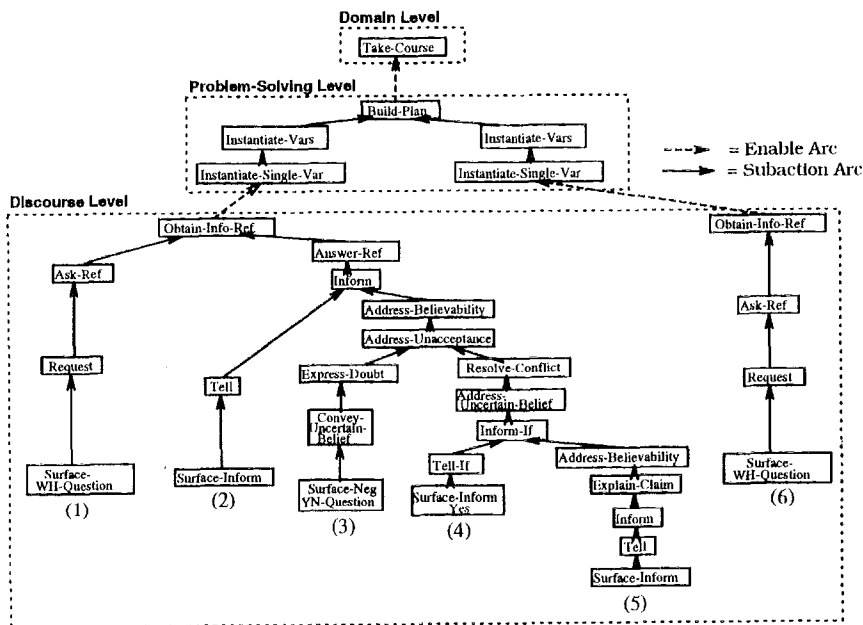 Domain Level
Take-Course
Problem-Solving Level
Build-Plan
Instantiate-Vars
Instantiate-Vars
Instantiate-Single-Var
Instantiate-Single-Var
= Enable Arc
= Subaction Arc
Discourse Level
Obtain-Info-Ref
Obtain-Info-Ref
Answer-Ref
Ask-Ref
Inform
Address-Believability
Ask-Ref
Address-Unacceptance
Request
Express-Doubt
Resolve-Conflict
Request
Tell
Address-
Uncertain-Belief
Convey-
Uncertain-
Belief
Inform-If
Tell-If
Address-Believability
Surface-
WH-Question
Surface-Inform
Surface-Neg
YN-Question
Surface-Inform
Yes
Explain-Claim
Surface-
WH-Question
(1)
(2)
(3)
(4)
(6)
Inform
Tell
Surface-Inform
(5)